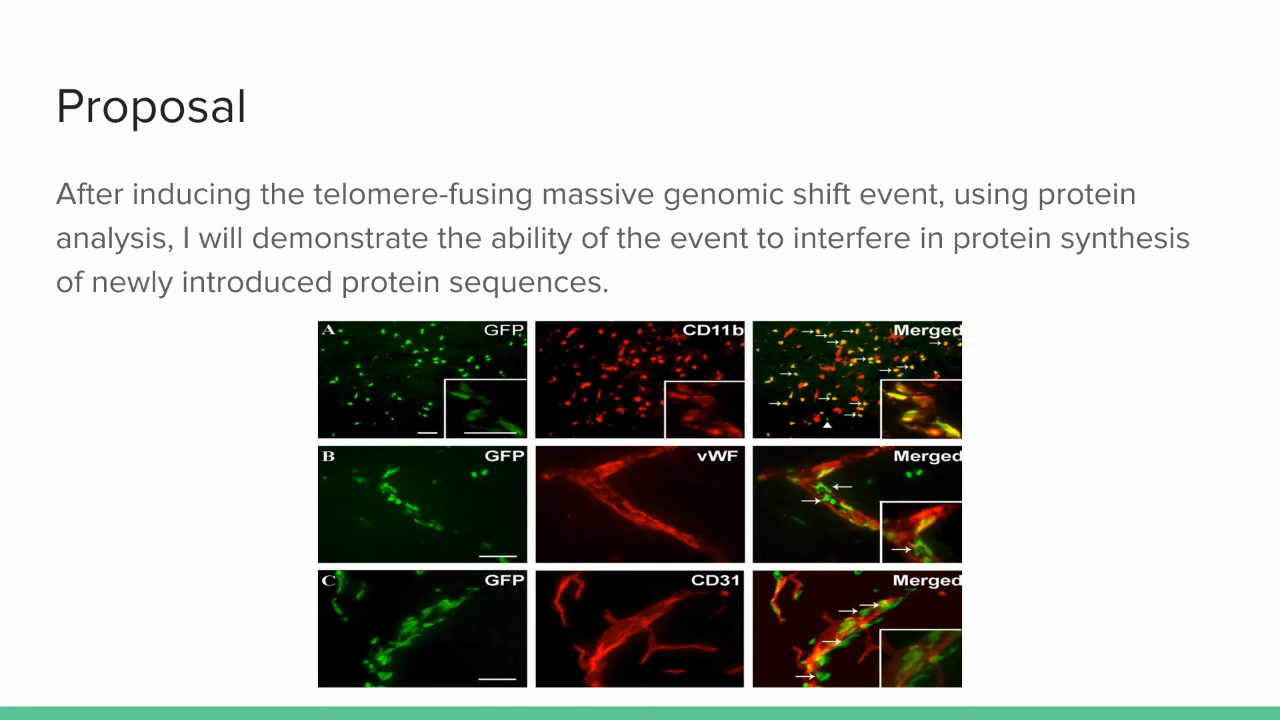 Proposal
After inducing the telomere-fusing massive genomic shift event, using protein
analysis, I will demonstrate the ability of the event to interfere in protein synthesis
of newly introduced protein sequences.
A GFP CD11b Merged
B GFP vWF Merged
C GFP CD31 Merged